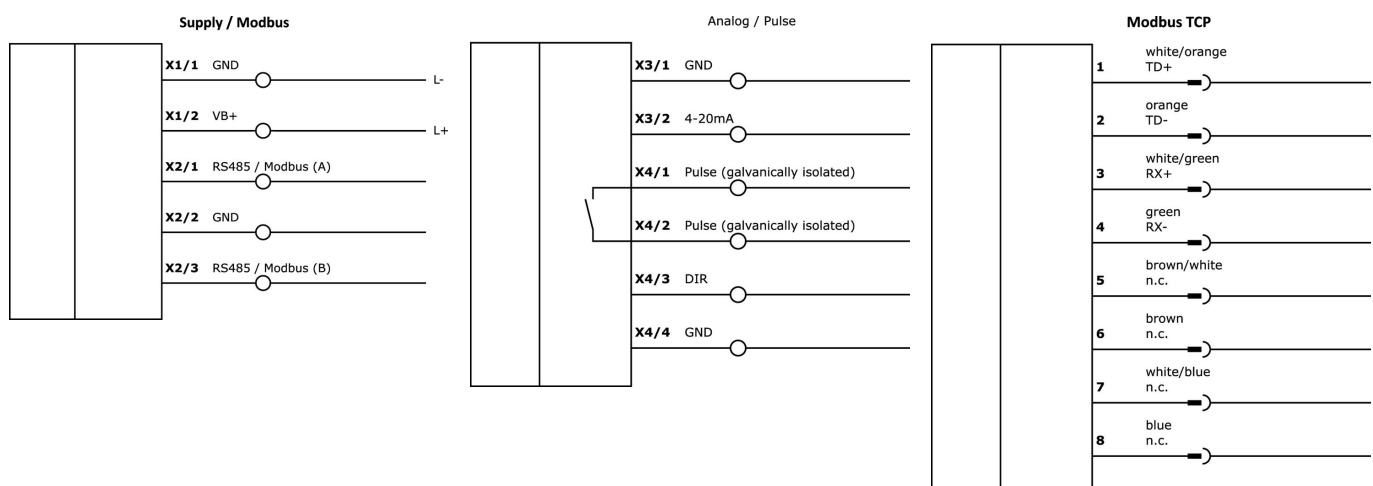 Supply / Modbus
X1/1 GND
L-
X1/2 VB+
L+
X2/1 RS485 / Modbus (A)
X2/2 GND
X2/3 RS485 / Modbus (B)
Analog / Pulse
X3/1 GND
X3/2 4-20mA
X4/1 Pulse (galvanically isolated)
X4/2 Pulse (galvanically isolated)
X4/3 DIR
X4/4 GND
Modbus TCP
white/orange
1 TD+
orange
2 TD-
white/green
3 RX+
green
4 RX-
brown/white
5 n.c.
brown
6 n.c.
white/blue
7 n.c.
blue
8 n.c.